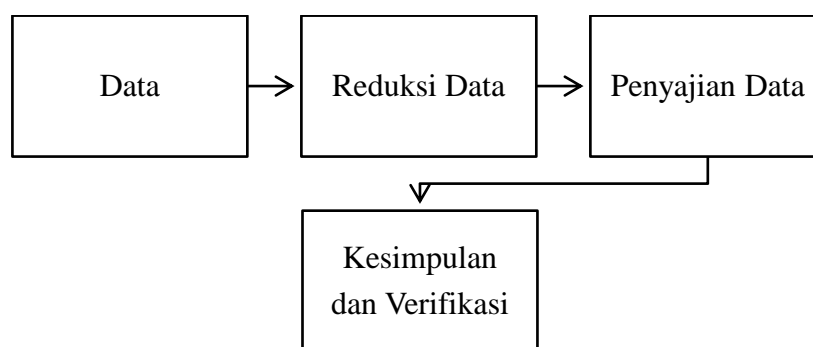 Data
Reduksi Data
Penyajian Data
Kesimpulan
dan Verifikasi